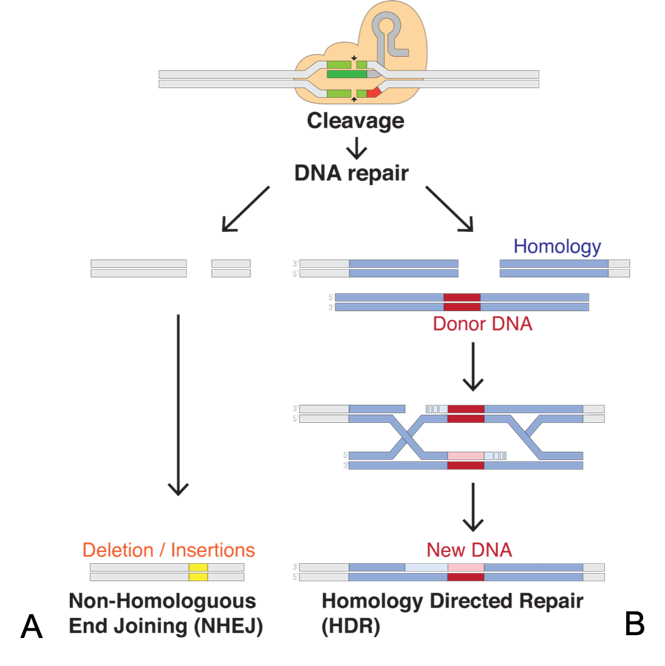 Cleavage
DNA repair
Homology
3'
5'
5'
3'
Donor DNA
3'
5'
5'
3'
Deletion / Insertions
New DNA
3'
5'
Non-Homologuous
End Joining (NHEJ)
Homology Directed Repair
(HDR)
A
B